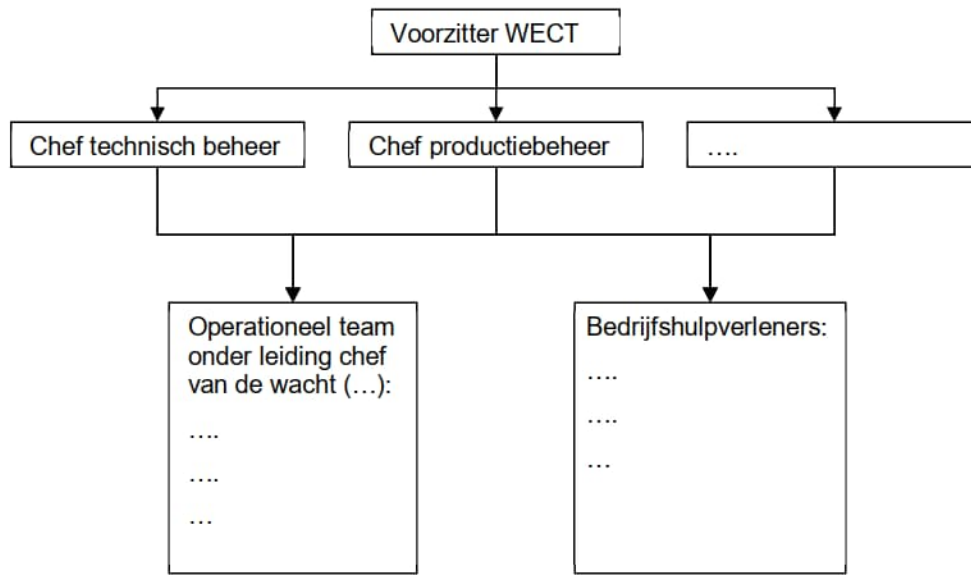 Voorzitter WECT
Chef technisch beheer
Chef productiebeheer
....
Operationeel team
onder leiding chef
van de wacht (…):
....
....
...
Bedrijfshulpverleners:
....
....
...